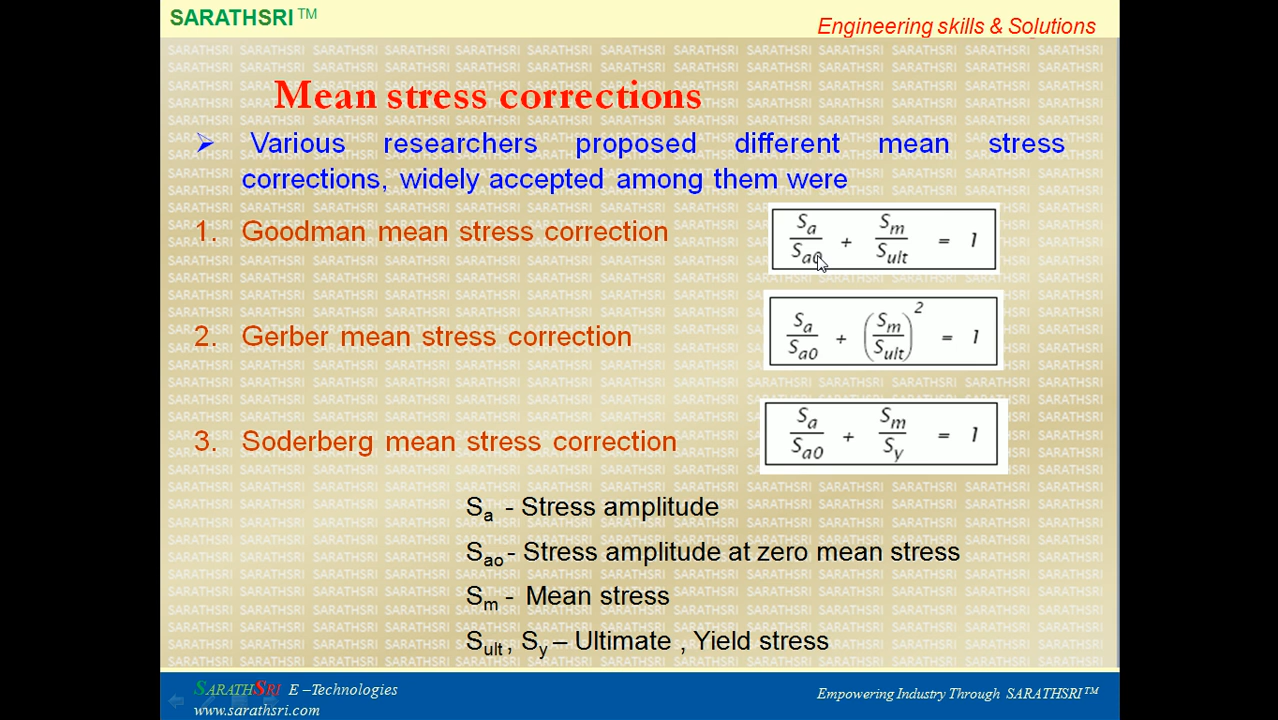 SARATHSRI™
Engineering skills & Solutions
Mean stress corrections
➢ Various researchers proposed different mean stress
corrections, widely accepted among them were
1. Goodman mean stress correction
Sa/Sa0 + Sm/Sult = 1
2. Gerber mean stress correction
Sa/Sa0 + (Sm/Sult)² = 1
3. Soderberg mean stress correction
Sa/Sa0 + Sm/Sy = 1
Sa - Stress amplitude
Sao - Stress amplitude at zero mean stress
Sm - Mean stress
Sult , Sy – Ultimate , Yield stress
SARATHSRI E –Technologies
www.sarathsri.com
Empowering Industry Through SARATHSRI™